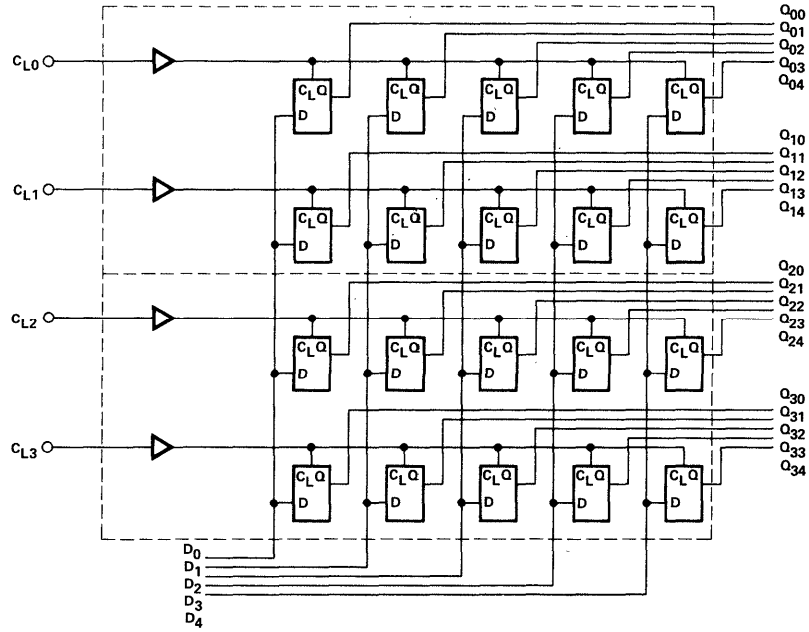 Q00
Q01
Q02
CL0
Q03
Q04
CL Q CL Q CL Q CL Q CL Q
D D D D D
Q10
Q11
Q12
CL1
Q13
Q14
CL Q CL Q CL Q CL Q CL Q
D D D D D
Q20
Q21
Q22
CL2
Q23
Q24
CL Q CL Q CL Q CL Q CL Q
D D D D D
Q30
Q31
Q32
CL3
Q33
Q34
CL Q CL Q CL Q CL Q CL Q
D D D D D
D0
D1
D2
D3
D4